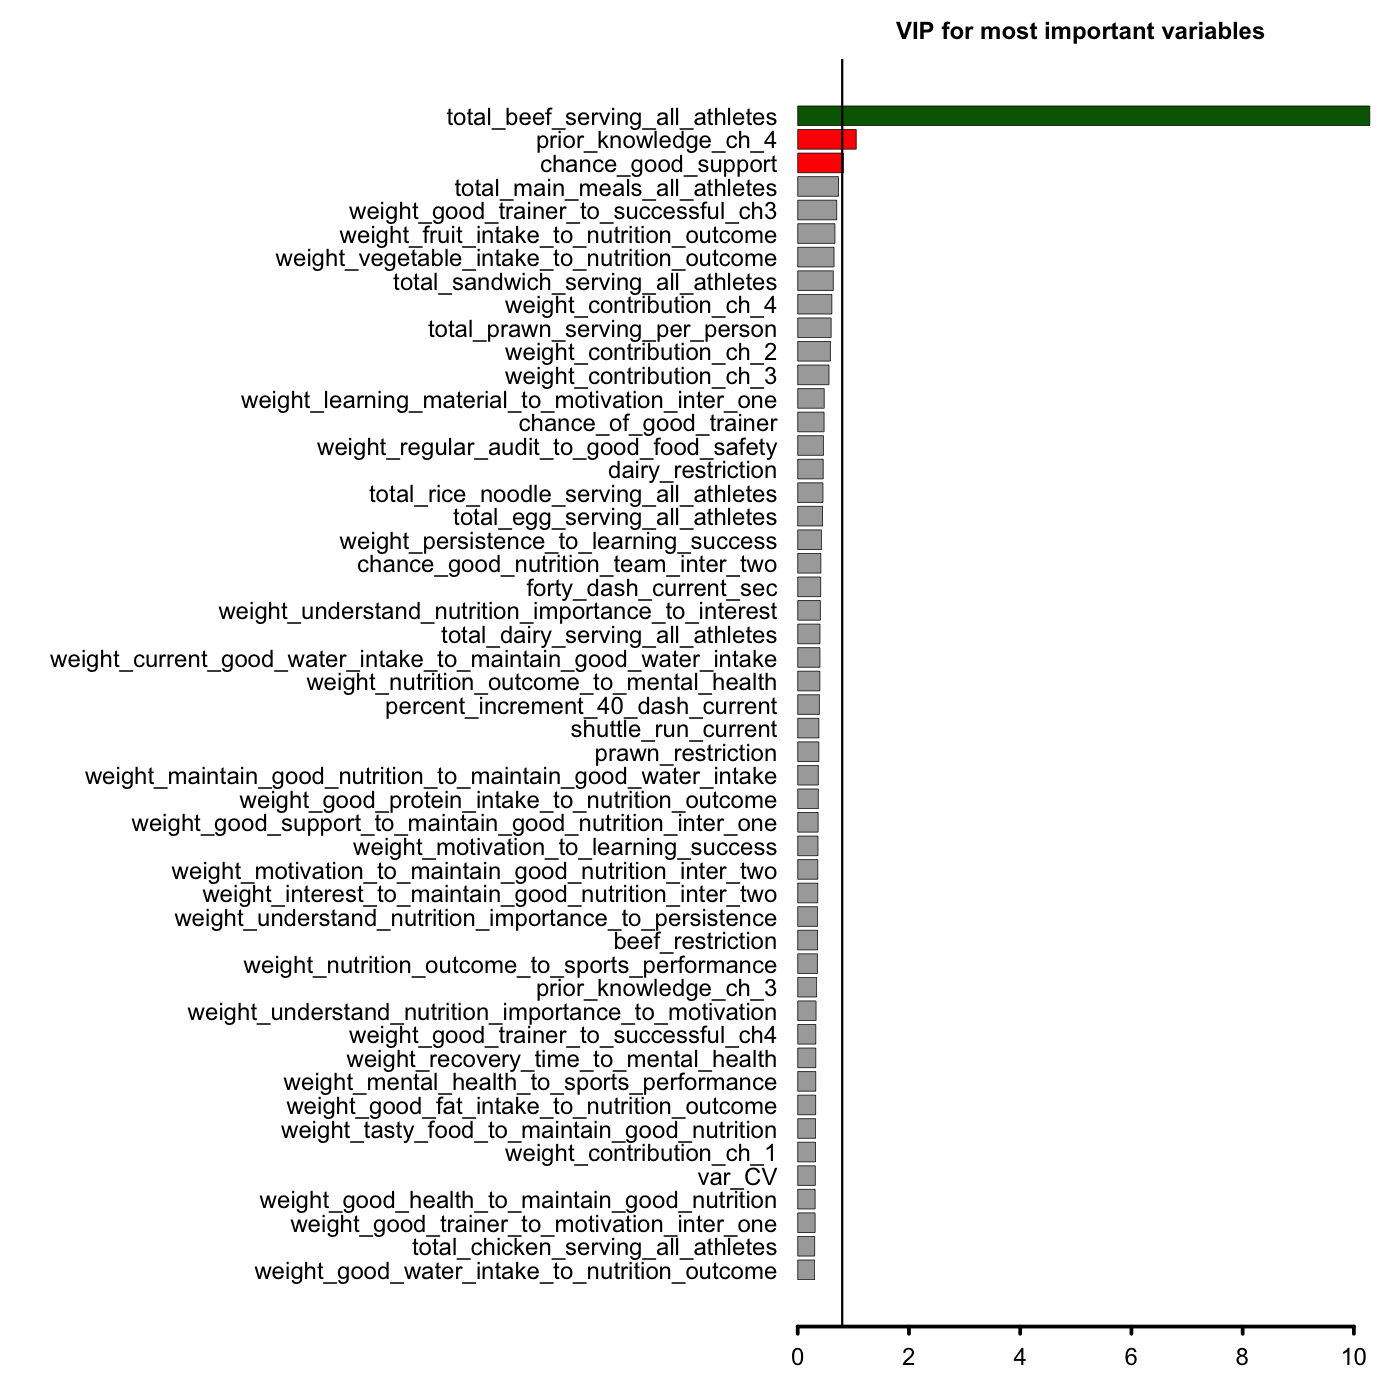 VIP for most important variables
total_beef_serving_all_athletes
prior_knowledge_ch_4
chance_good_support
total_main_meals_all_athletes
weight_good_trainer_to_successful_ch3
weight_fruit_intake_to_nutrition_outcome
weight_vegetable_intake_to_nutrition_outcome
total_sandwich_serving_all_athletes
weight_contribution_ch_4
total_prawn_serving_per_person
weight_contribution_ch_2
weight_contribution_ch_3
weight_learning_material_to_motivation_inter_one
chance_of_good_trainer
weight_regular_audit_to_good_food_safety
dairy_restriction
total_rice_noodle_serving_all_athletes
total_egg_serving_all_athletes
weight_persistence_to_learning_success
chance_good_nutrition_team_inter_two
forty_dash_current_sec
weight_understand_nutrition_importance_to_interest
total_dairy_serving_all_athletes
weight_current_good_water_intake_to_maintain_good_water_intake
weight_nutrition_outcome_to_mental_health
percent_increment_40_dash_current
shuttle_run_current
prawn_restriction
weight_maintain_good_nutrition_to_maintain_good_water_intake
weight_good_protein_intake_to_nutrition_outcome
weight_good_support_to_maintain_good_nutrition_inter_one
weight_motivation_to_learning_success
weight_motivation_to_maintain_good_nutrition_inter_two
weight_interest_to_maintain_good_nutrition_inter_two
weight_understand_nutrition_importance_to_persistence
beef_restriction
weight_nutrition_outcome_to_sports_performance
prior_knowledge_ch_3
weight_understand_nutrition_importance_to_motivation
weight_good_trainer_to_successful_ch4
weight_recovery_time_to_mental_health
weight_mental_health_to_sports_performance
weight_good_fat_intake_to_nutrition_outcome
weight_tasty_food_to_maintain_good_nutrition
weight_contribution_ch_1
var_CV
weight_good_health_to_maintain_good_nutrition
weight_good_trainer_to_motivation_inter_one
total_chicken_serving_all_athletes
weight_good_water_intake_to_nutrition_outcome
0 2 4 6 8 10